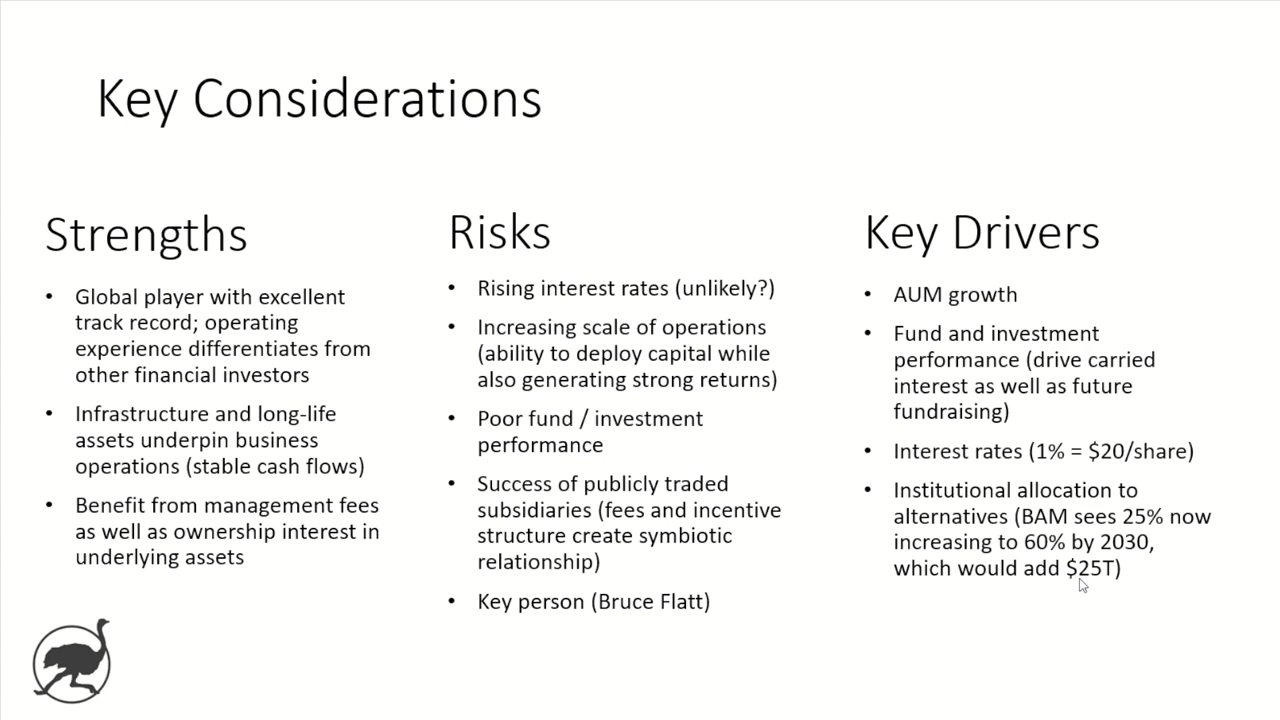 Key Considerations
Strengths
• Global player with excellent
track record; operating
experience differentiates from
other financial investors
• Infrastructure and long-life
assets underpin business
operations (stable cash flows)
• Benefit from management fees
as well as ownership interest in
underlying assets
Risks
• Rising interest rates (unlikely?)
• Increasing scale of operations
(ability to deploy capital while
also generating strong returns)
• Poor fund / investment
performance
• Success of publicly traded
subsidiaries (fees and incentive
structure create symbiotic
relationship)
• Key person (Bruce Flatt)
Key Drivers
• AUM growth
• Fund and investment
performance (drive carried
interest as well as future
fundraising)
• Interest rates (1% = $20/share)
• Institutional allocation to
alternatives (BAM sees 25% now
increasing to 60% by 2030,
which would add $25T)